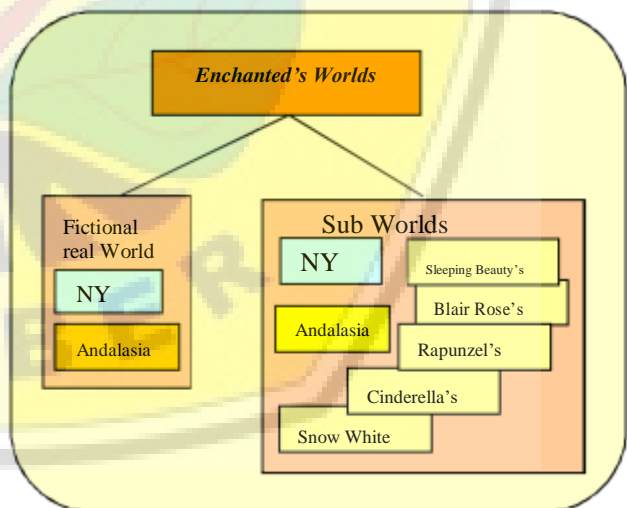 Enchanted's Worlds
Fictional
real World
NY
Andalasia
Sub Worlds
NY
Andalasia
Sleeping Beauty's
Blair Rose's
Rapunzel's
Cinderella's
Snow White